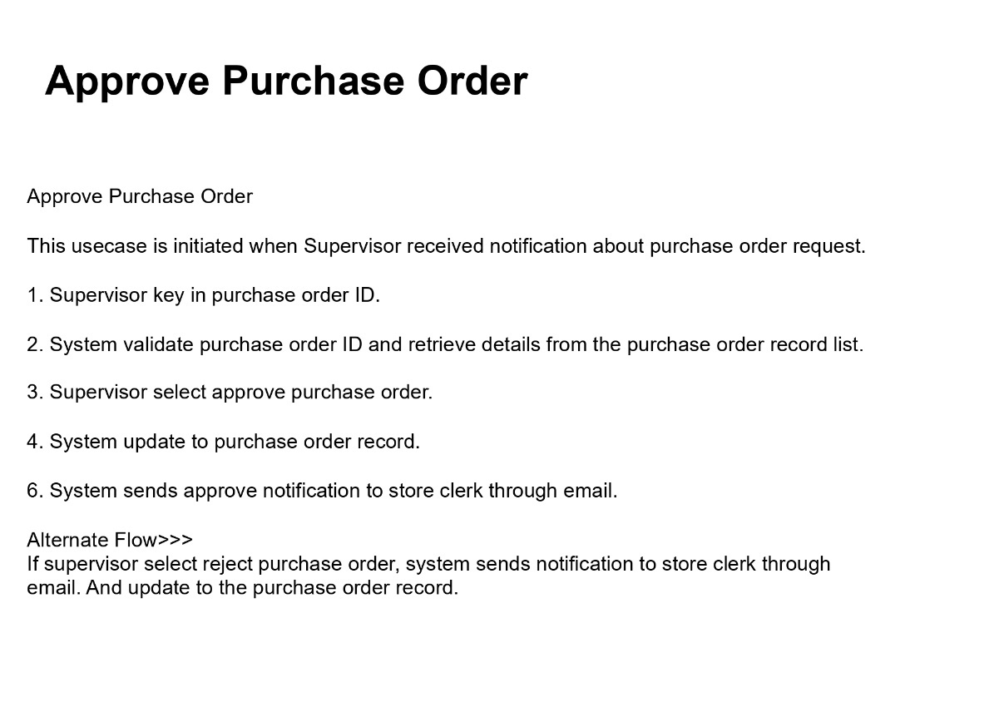 Approve Purchase Order
Approve Purchase Order
This usecase is initiated when Supervisor received notification about purchase order request.
1. Supervisor key in purchase order ID.
2. System validate purchase order ID and retrieve details from the purchase order record list.
3. Supervisor select approve purchase order.
4. System update to purchase order record.
6. System sends approve notification to store clerk through email.
Alternate Flow>>>
If supervisor select reject purchase order, system sends notification to store clerk through
email. And update to the purchase order record.